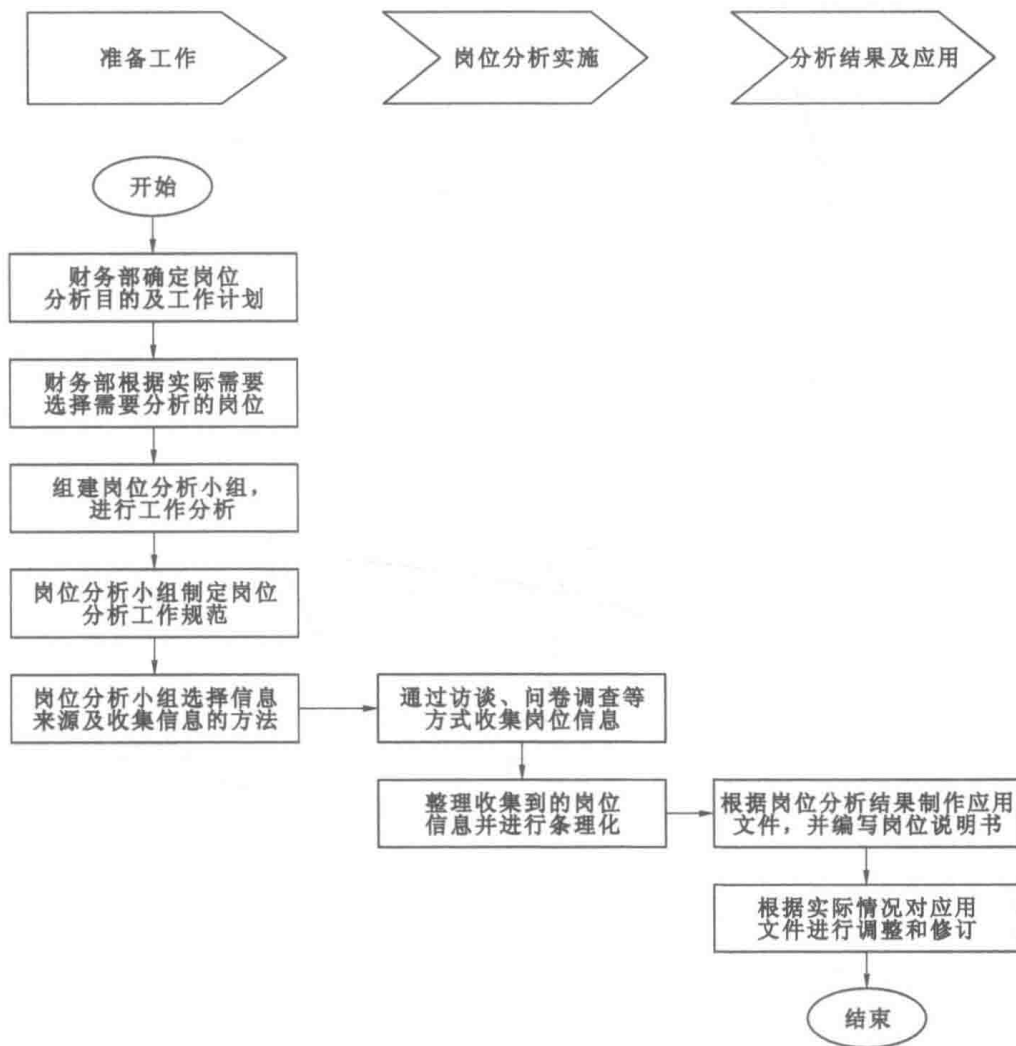 准备工作
岗位分析实施
分析结果及应用
开始
财务部确定岗位
分析目的及工作计划
财务部根据实际需要
选择需要分析的岗位
组建岗位分析小组，
进行工作分析
岗位分析小组制定岗位
分析工作规范
岗位分析小组选择信息
来源及收集信息的方法
通过访谈、问卷调查等
方式收集岗位信息
整理收集到的岗位
信息并进行条理化
根据岗位分析结果制作应用
文件，并编写岗位说明书
根据实际情况对应用
文件进行调整和修订
结束